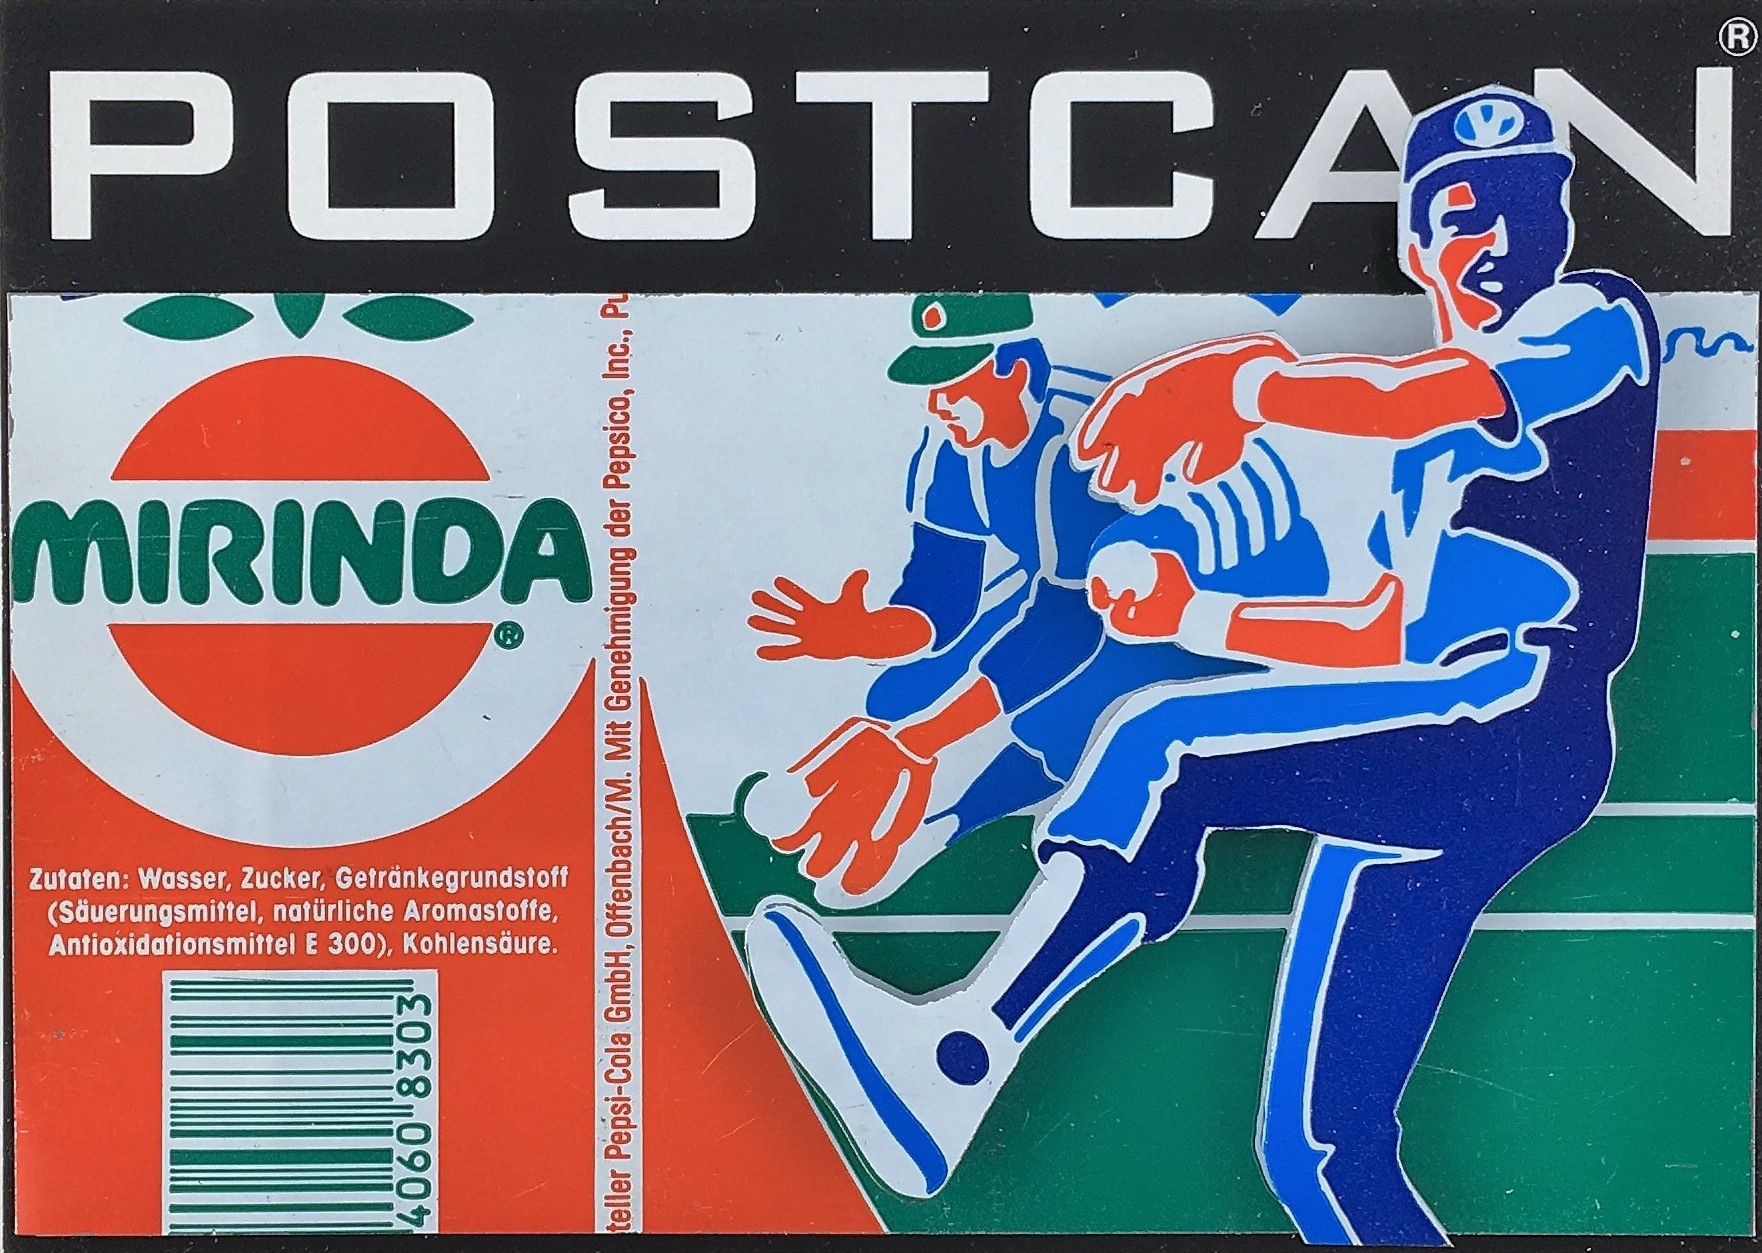 POSTCAN®
MIRINDA®
Zutaten: Wasser, Zucker, Getränkegrundstoff
(Säuerungsmittel, natürliche Aromastoffe,
Antioxidationsmittel E 300), Kohlensäure.
4060 8303
teller Pepsi-Cola GmbH, Offenbach/M. Mit Genehmigung der Pepsico, Inc.,